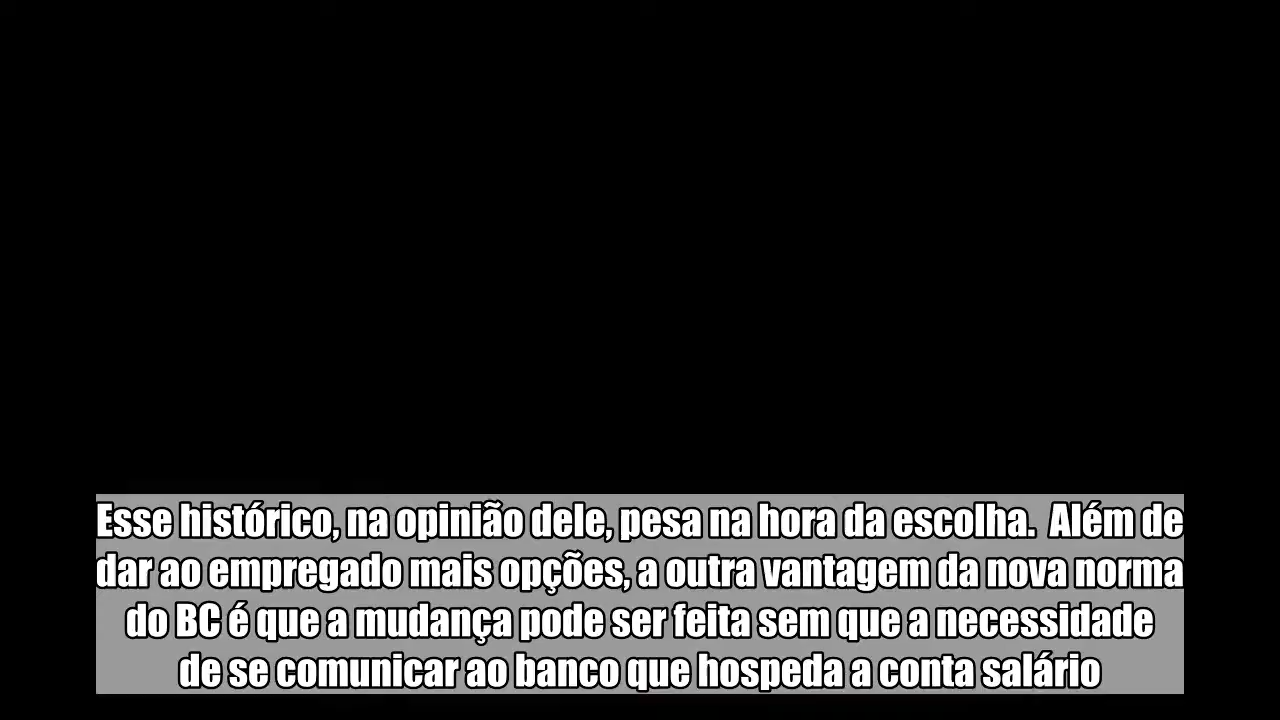 Esse histórico, na opinião dele, pesa na hora da escolha.  Além de
dar ao empregado mais opções, a outra vantagem da nova norma
do BC é que a mudança pode ser feita sem que a necessidade
de se comunicar ao banco que hospeda a conta salário